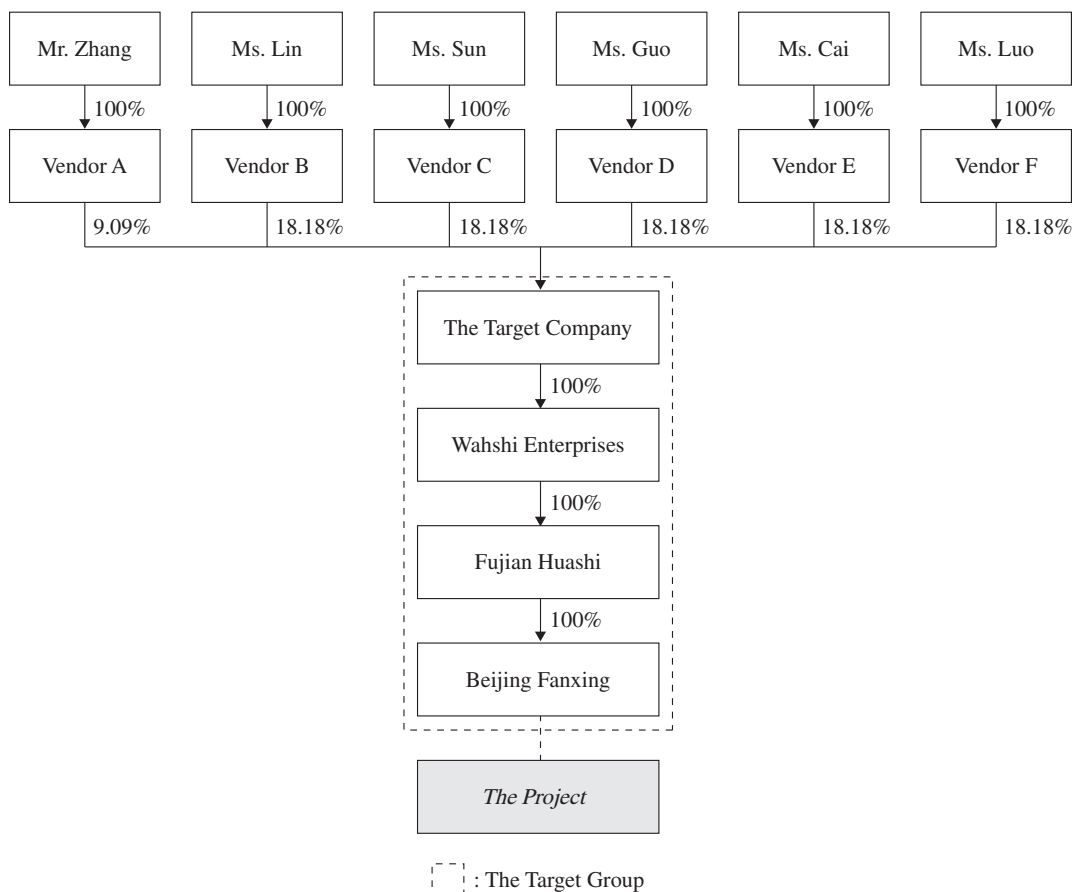 Mr. Zhang Ms. Lin Ms. Sun Ms. Guo Ms. Cai Ms. Luo
100% 100% 100% 100% 100% 100%
Vendor A Vendor B Vendor C Vendor D Vendor E Vendor F
9.09% 18.18% 18.18% 18.18% 18.18% 18.18%
The Target Company
100%
Wahshi Enterprises
100%
Fujian Huashi
100%
Beijing Fanxing
The Project
: The Target Group